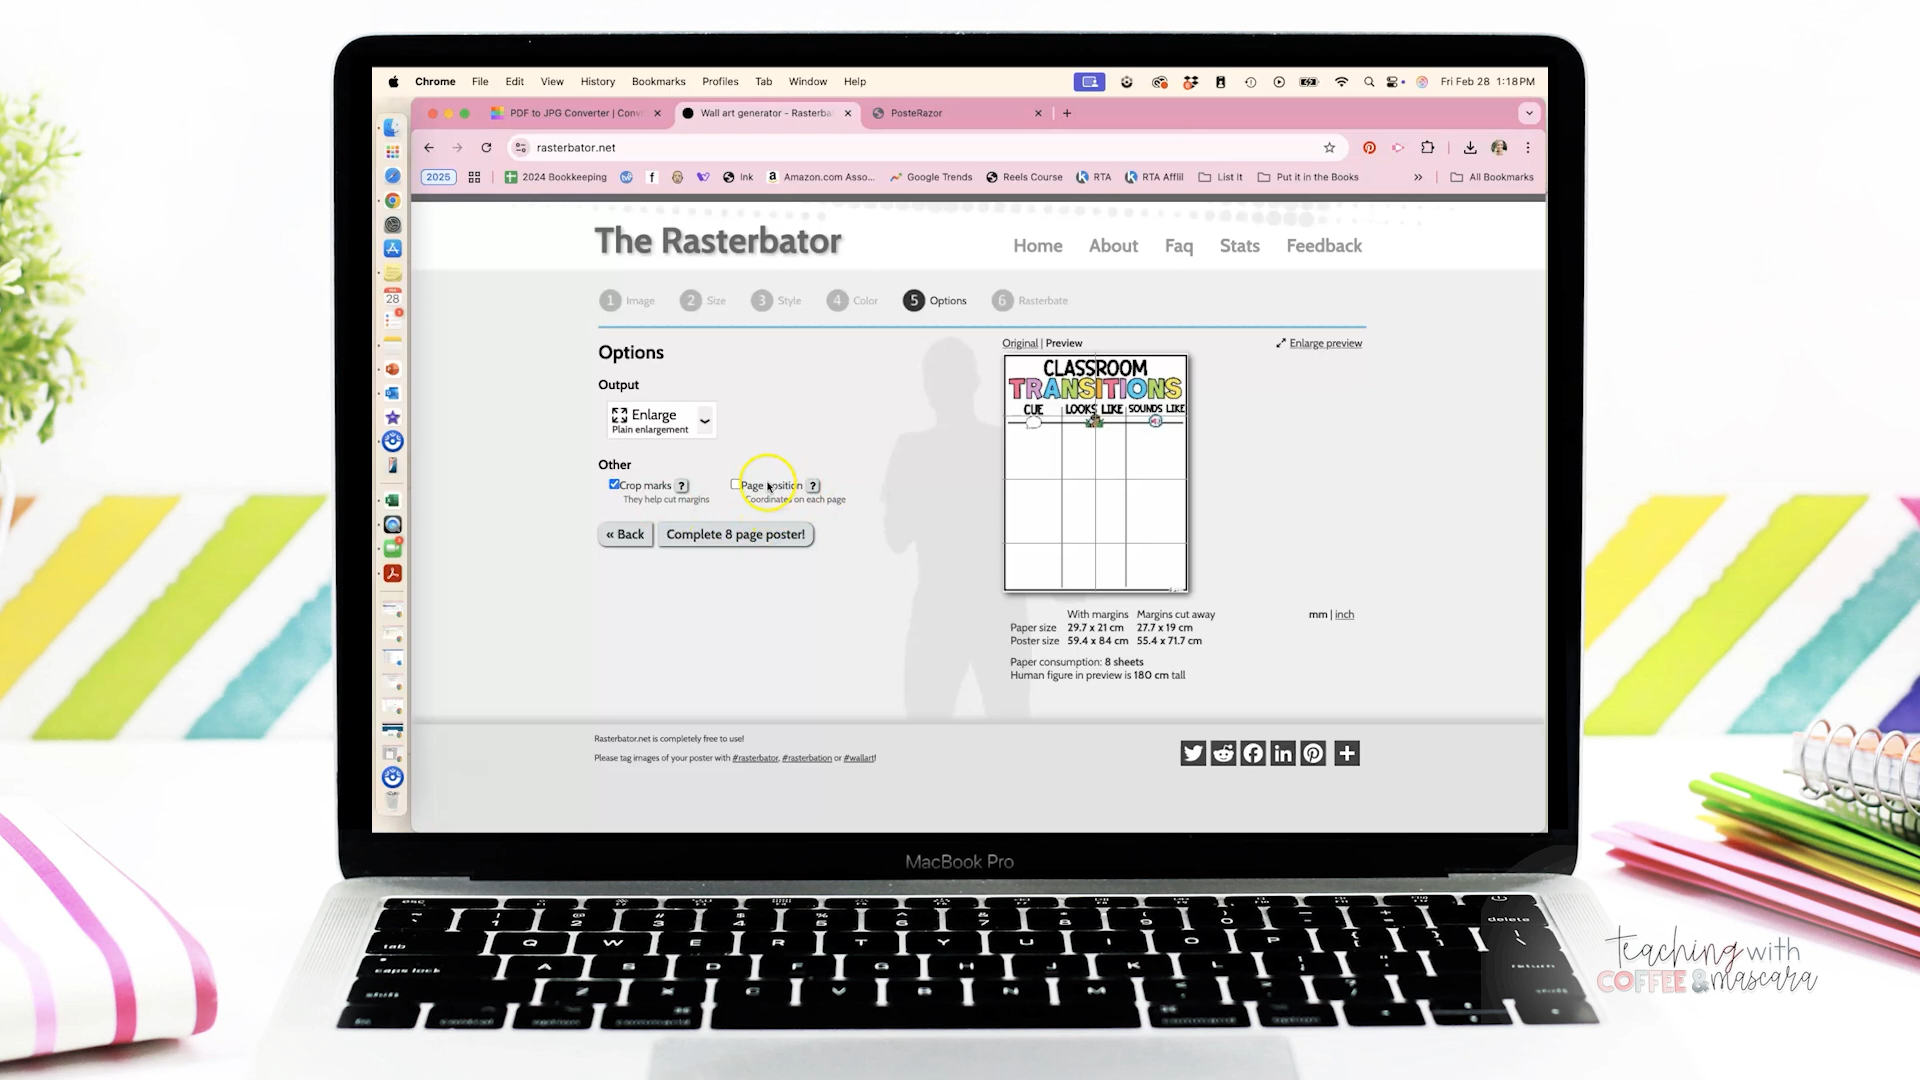 Chrome File Edit View History Bookmarks Profiles Tab Window Help
Fri Feb 28 1:18 PM
PDF to JPG Converter | Conv
Wall art generator - Rasterba
PosteRazor
rasterbator.net
2025
2024 Bookkeeping
Ink
Amazon.com Asso...
Google Trends
Reels Course
RTA
RTA Affiil
List It
Put it in the Books
All Bookmarks
The Rasterbator
Home About Faq Stats Feedback
1 Image 2 Size 3 Style 4 Color 5 Options 6 Rasterbate
Options
Output
Enlarge
Plain enlargement
Other
Crop marks ?
They help cut margins
Page position ?
Coordinates on each page
« Back
Complete 8 page poster!
Original | Preview
Enlarge preview
CLASSROOM
TRANSITIONS
CUE LOOKS LIKE SOUNDS LIKE
With margins Margins cut away
mm | inch
Paper size 29.7 x 21 cm 27.7 x 19 cm
Poster size 59.4 x 84 cm 55.4 x 71.7 cm
Paper consumption: 8 sheets
Human figure in preview is 180 cm tall
Rasterbator.net is completely free to use!
Please tag images of your poster with #rasterbator, #rasterbation or #wallart!
28
MacBook Pro
tab
Q W E R T Y U I O P
caps lock
A S D F G H J K L
Z X C V B N M
delete
return
teaching with
COFFEE & mascara